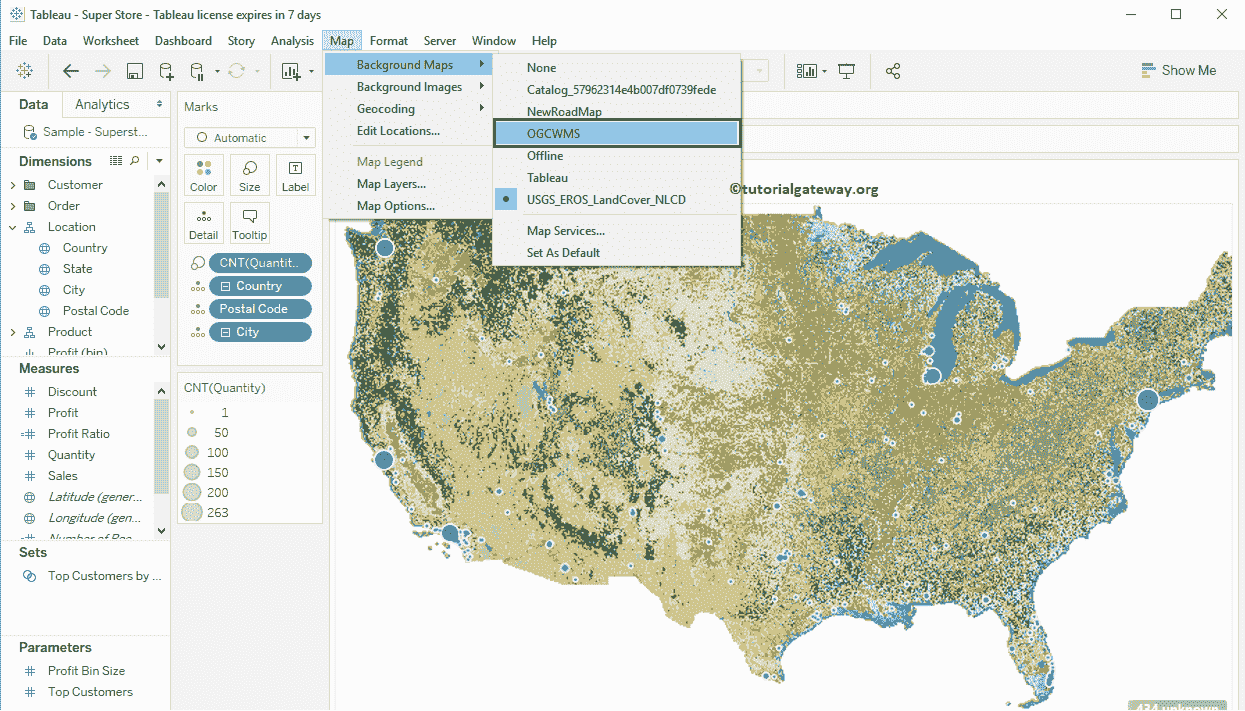 Tableau - Super Store - Tableau license expires in 7 days
File Data Worksheet Dashboard Story Analysis Map Format Server Window Help
Show Me
Background Maps
Background Images
Geocoding
Edit Locations...
Map Legend
Map Layers...
Map Options...
None
Catalog_57962314e4b007df0739fede
NewRoadMap
OGCWMS
Offline
Tableau
USGS_EROS_LandCover_NLCD
Map Services...
Set As Default
Data Analytics
Sample - Superst...
Dimensions
Customer
Order
Location
Country
State
City
Postal Code
Product
Profit (bin)
Measures
Discount
Profit
Profit Ratio
Quantity
Sales
Latitude (gener...
Longitude (gen...
Number of Rec...
Sets
Top Customers by ...
Parameters
Profit Bin Size
Top Customers
Marks
Automatic
Color Size Label
Detail Tooltip
CNT(Quantit..
Country
Postal Code
City
CNT(Quantity)
1
50
100
150
200
263
©tutorialgateway.org
434 unknown